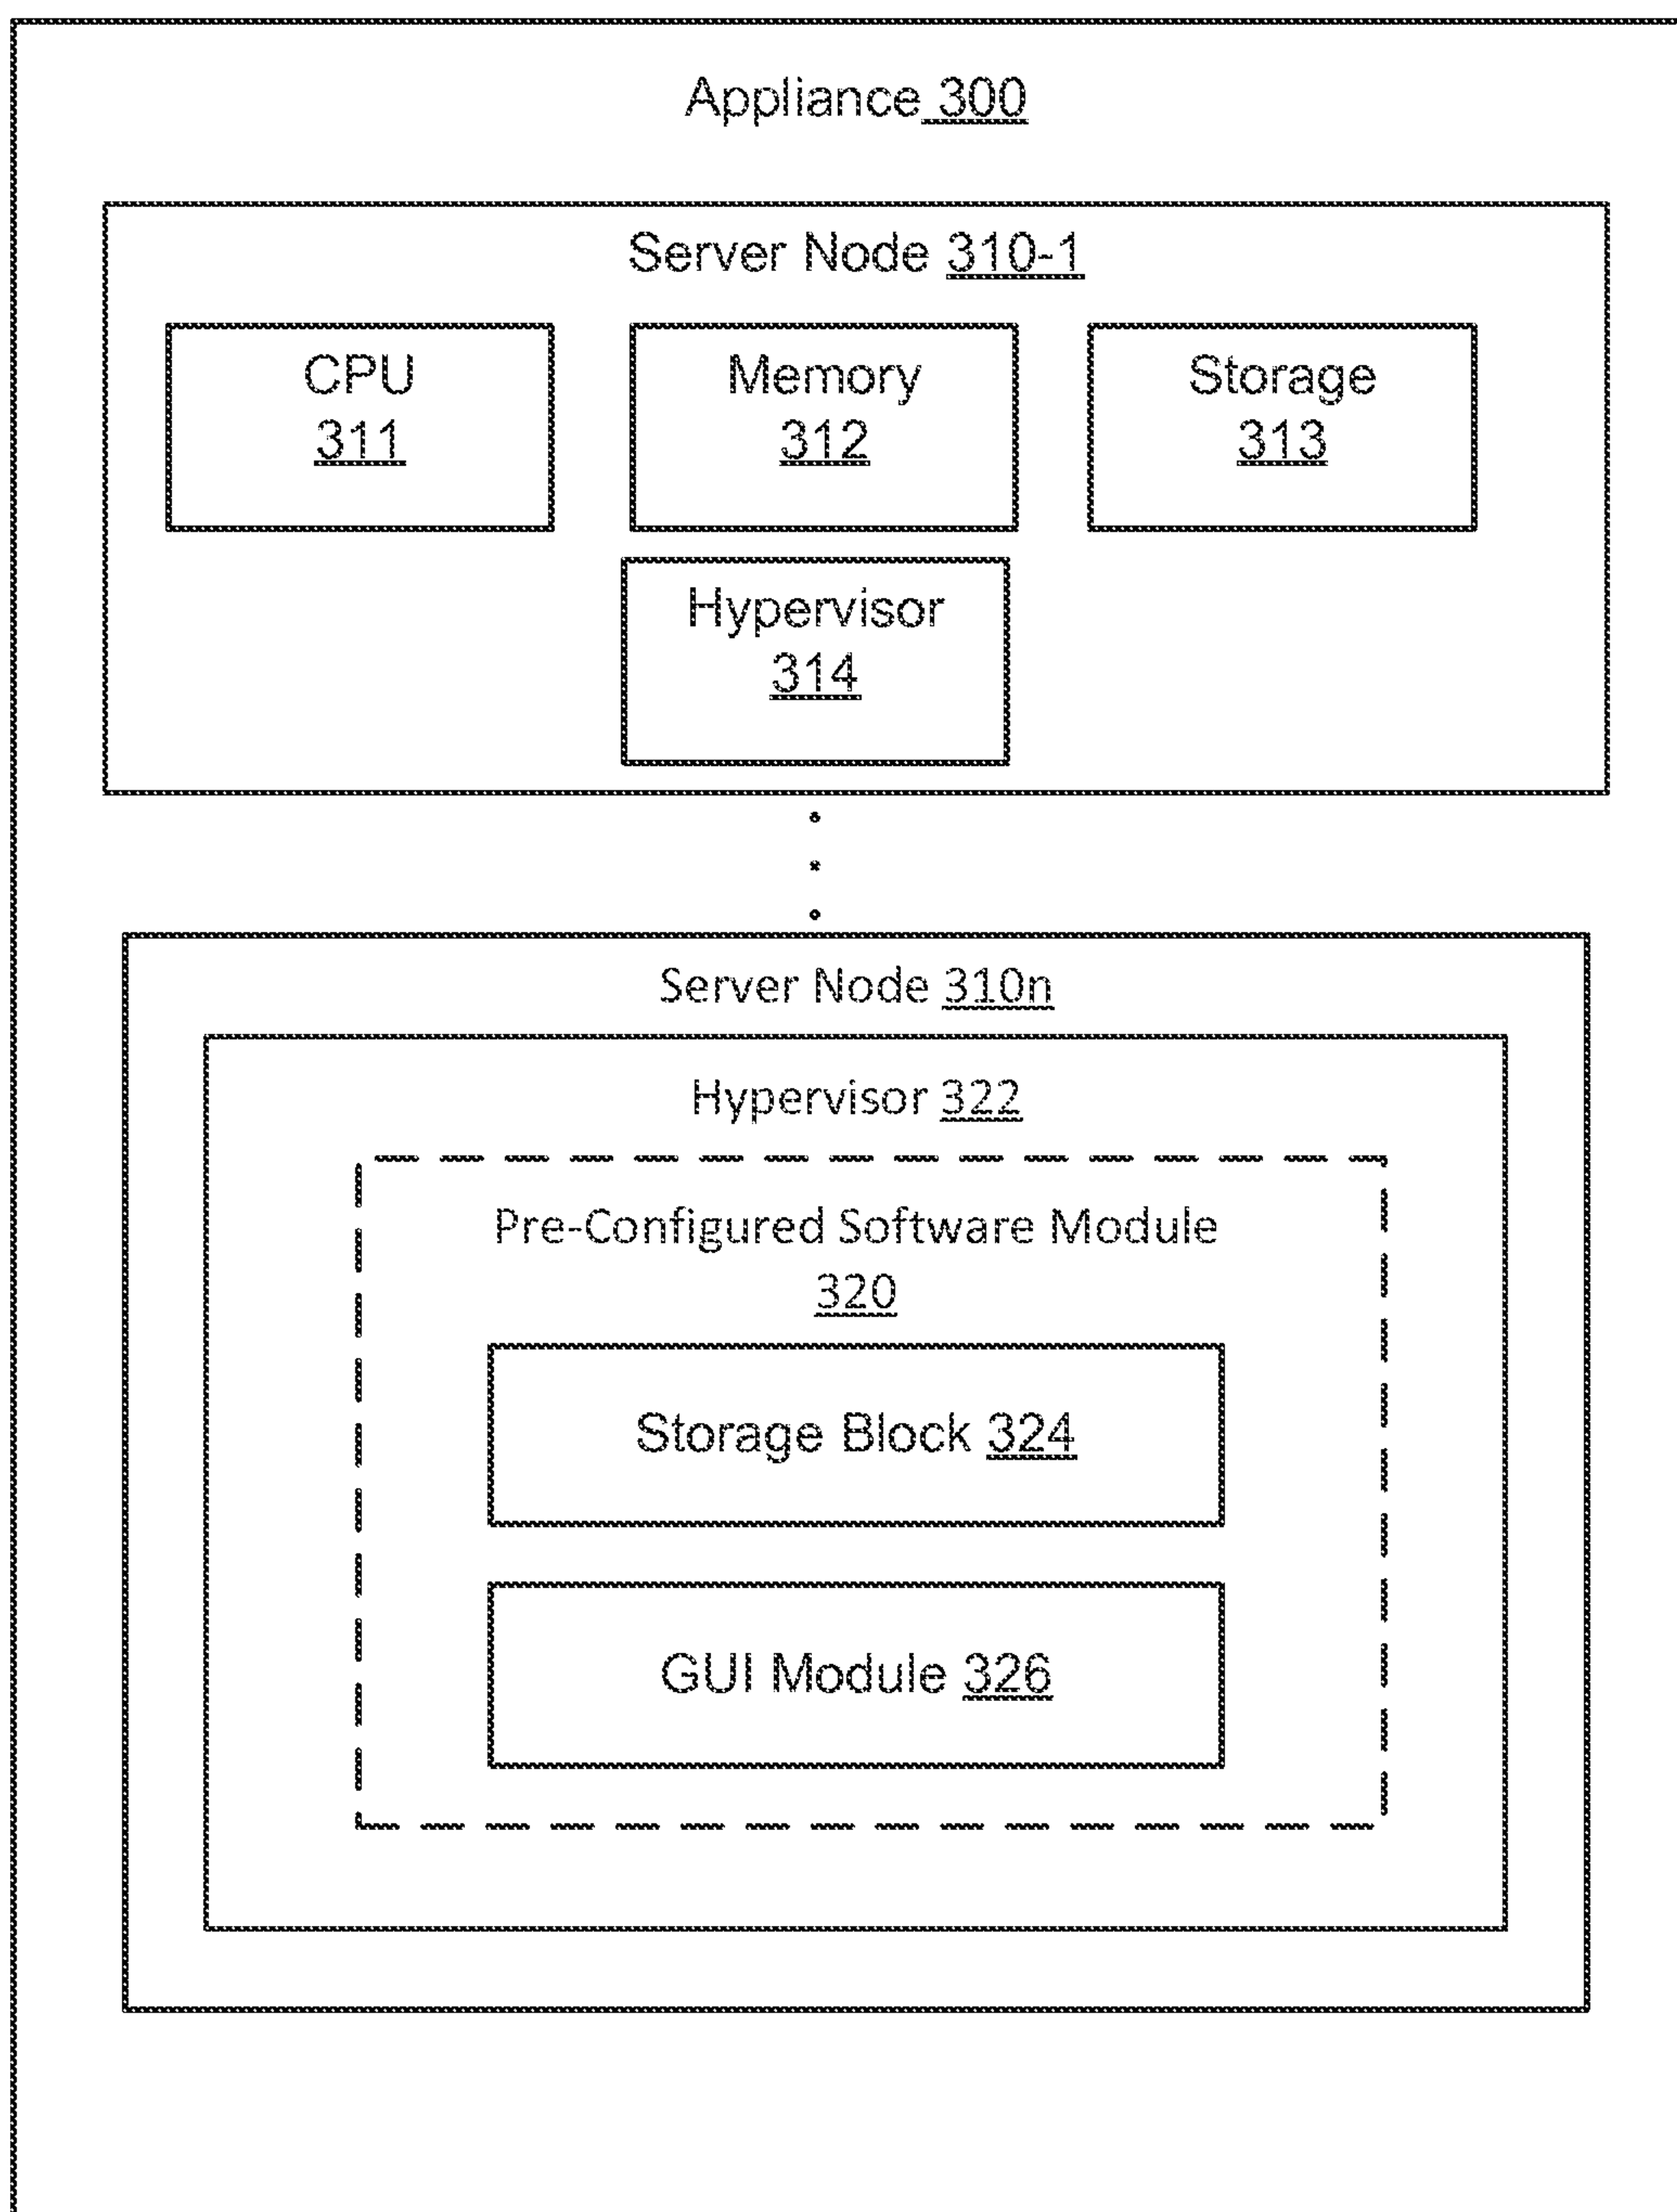 Appliance 300
Server Node 310-1
CPU
311
Memory
312
Storage
313
Hypervisor
314
Server Node 310n
Hypervisor 322
Pre-Configured Software Module
320
Storage Block 324
GUI Module 326